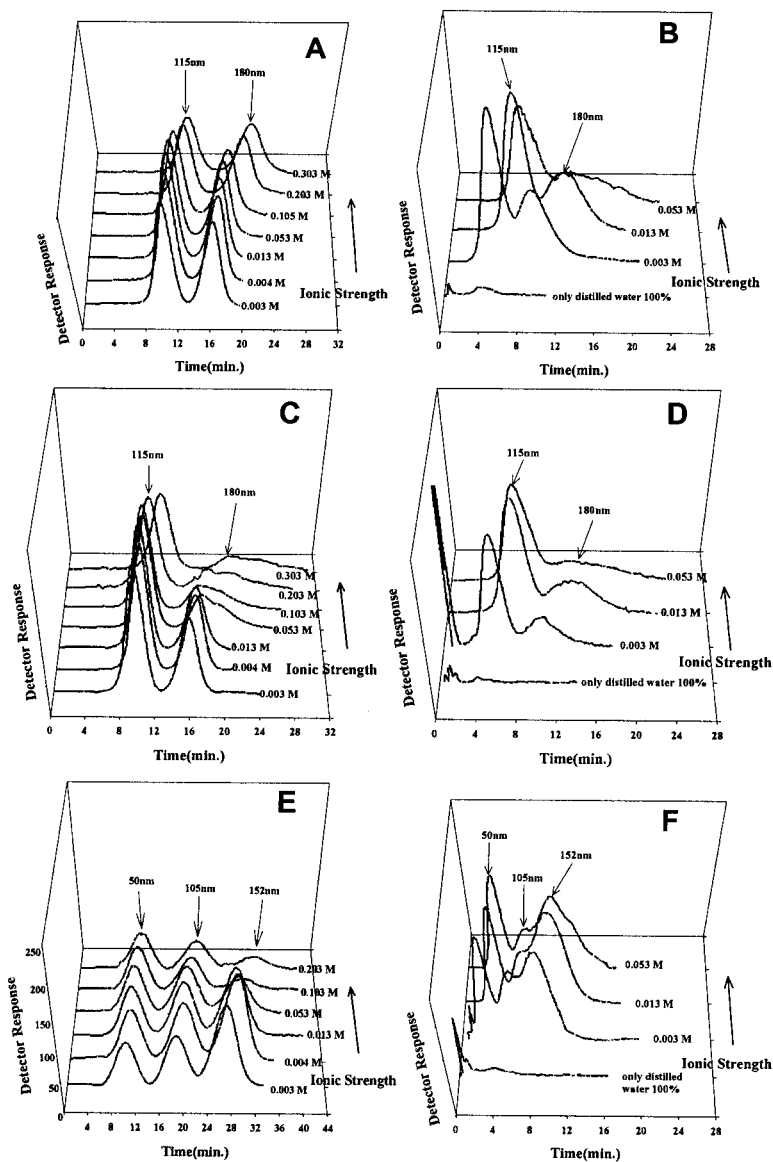 A
115nm
180nm
0.303 M
0.203 M
0.105 M
0.053 M
0.013 M
0.004 M
0.003 M
Ionic Strength
Detector Response
0 4 8 12 16 20 24 28 32
Time(min.)
B
115nm
180nm
0.053 M
0.013 M
0.003 M
only distilled water 100%
Ionic Strength
Detector Response
0 4 8 12 16 20 24 28
Time(min.)
C
115nm
180nm
0.303 M
0.203 M
0.103 M
0.053 M
0.013 M
0.004 M
0.003 M
Ionic Strength
Detector Response
0 4 8 12 16 20 24 28 32
Time(min.)
D
115nm
180nm
0.053 M
0.013 M
0.003 M
only distilled water 100%
Ionic Strength
Detector Response
0 4 8 12 16 20 24 28
Time(min.)
E
50nm
105nm
152nm
250
200
150
100
50
0
0.203 M
0.103 M
0.053 M
0.013 M
0.004 M
0.003 M
Ionic Strength
Detector Response
0 4 8 12 16 20 24 28 32 36 40 44
Time(min.)
F
50nm
105nm
152nm
0.053 M
0.013 M
0.003 M
only distilled
water 100%
Ionic Strength
Detector Response
0 4 8 12 16 20 24 28
Time(min.)